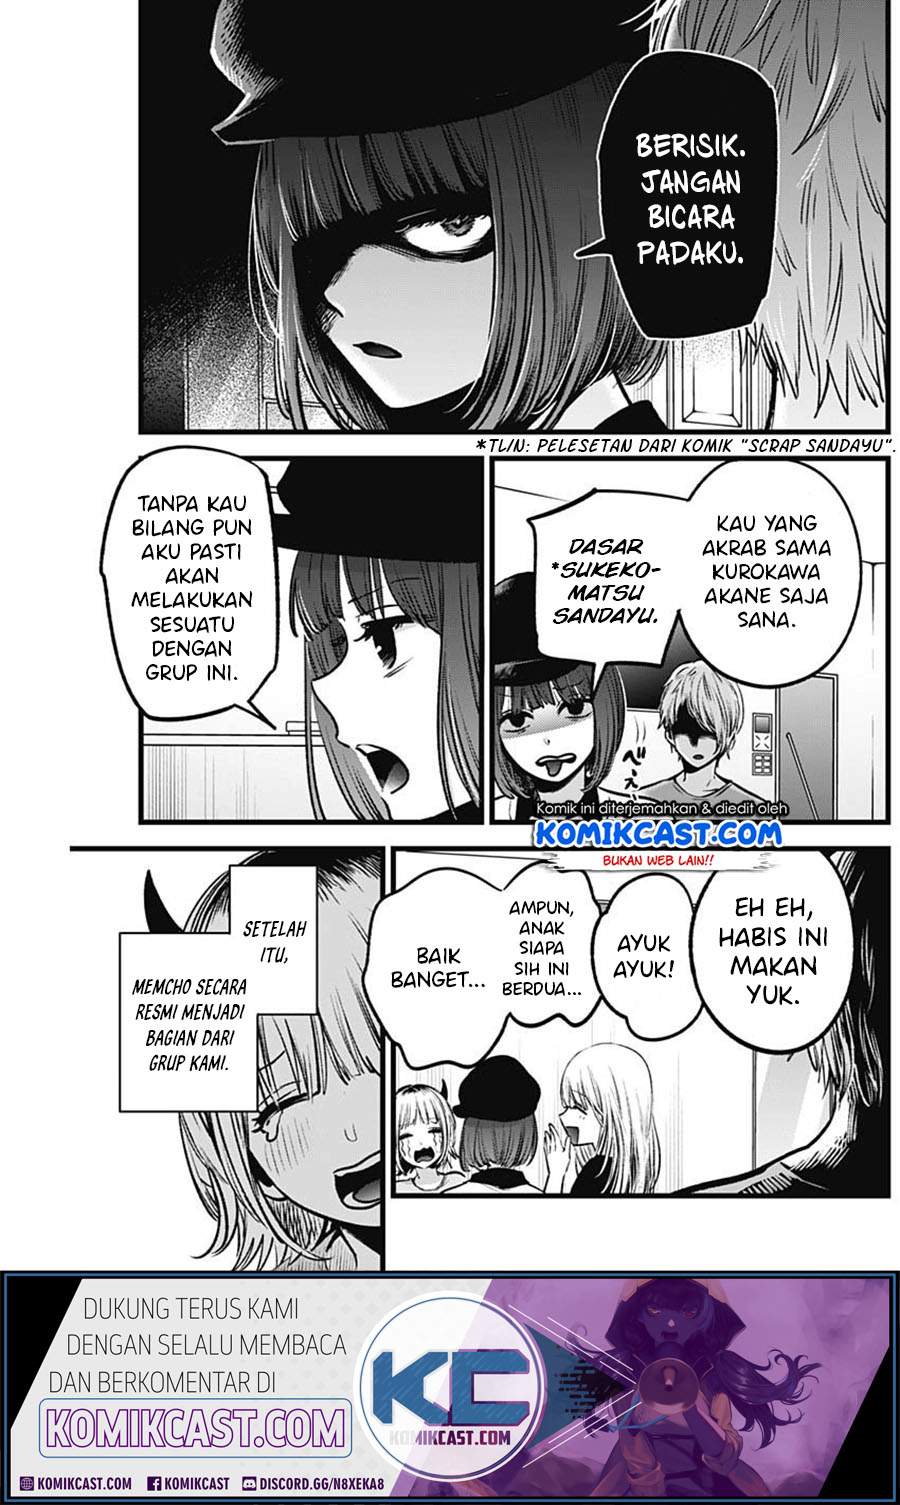 BERISIK.
JANGAN
BICARA
PADAKU.
*TL/N: PELESETAN DARI KOMIK "SCRAP SANDAYU".
KAU YANG
AKRAB SAMA
KUROKAWA
AKANE SAJA
SANA.
DASAR
*SUKEKO-
MATSU
SANDAYU.
べえ
TANPA KAU
BILANG PUN
AKU PASTI
AKAN
MELAKUKAN
SESUATU
DENGAN
GRUP INI.
Komik ini diterjemahkan & diedit oleh
KOMIKCAST.COM
BUKAN WEB LAIN!!
EH EH,
HABIS INI
MAKAN
YUK.
AYUK
AYUK!
AMPUN,
ANAK
SIAPA
SIH INI
BERDUA...
BAIK
BANGET...
SETELAH
ITU,
MEMCHO SECARA
RESMI MENJADI
BAGIAN DARI
GRUP KAMI.
DUKUNG TERUS KAMI
DENGAN SELALU MEMBACA
DAN BERKOMENTAR DI
KOMIKCAST.COM
KC
KOMIKCAST.COM
KOMIKCAST.COM KOMIKCAST DISCORD.GG/N8XEKA8